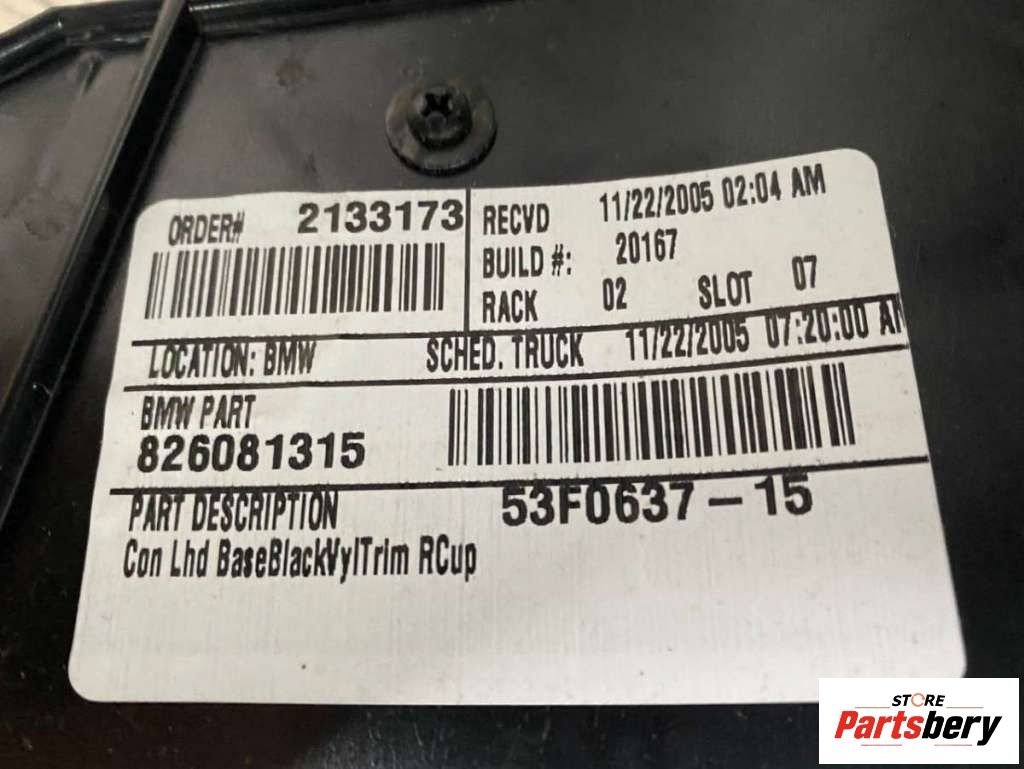 ORDER# 2133173
RECVD 11/22/2005 02:04 AM
BUILD #: 20167
RACK 02 SLOT 07
LOCATION: BMW SCHED. TRUCK 11/22/2005 07:20:00 AM
BMW PART
826081315
PART DESCRIPTION 53F0637-15
Con Lhd BaseBlackVylTrim RCup
STORE
Partsbery